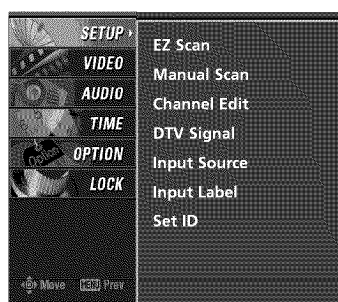 SETUP
VIDEO
AUDIO
TIME
OPTION
LOCK
Move MENU Prev
EZ Scan
Manual Scan
Channel Edit
DTV Signal
Input Source
Input Label
Set ID